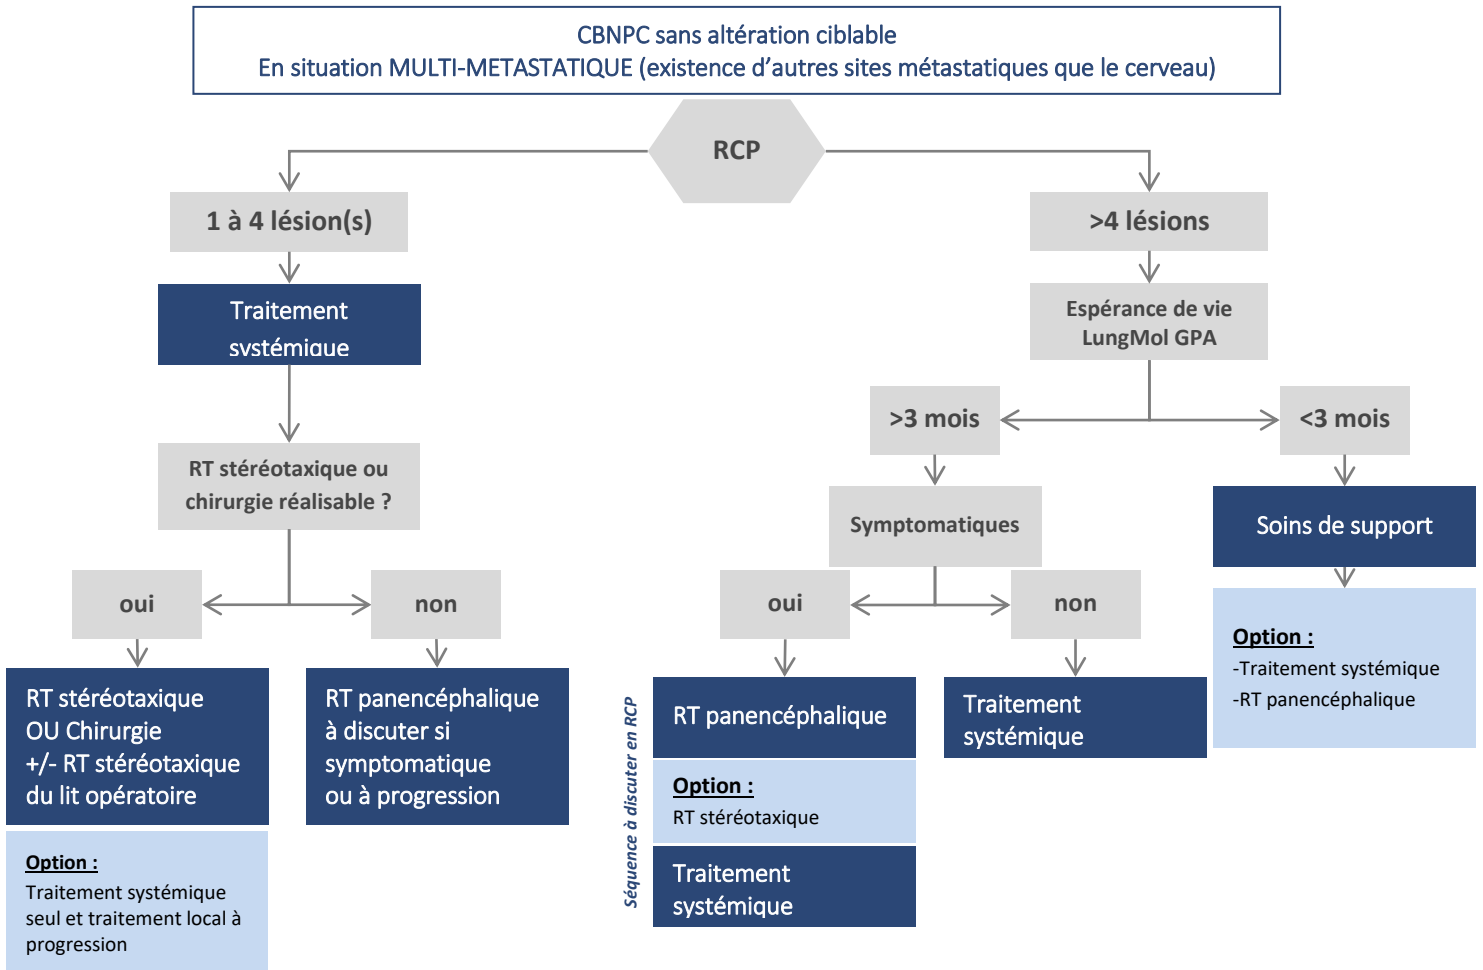 CBNPC sans altération ciblable
En situation MULTI-METASTATIQUE (existence d'autres sites métastatiques que le cerveau)
RCP
1 à 4 lésion(s)
Traitement
systémique
RT stéréotaxique ou
chirurgie réalisable ?
oui
non
RT stéréotaxique
OU Chirurgie
+/- RT stéréotaxique
du lit opératoire
Option :
Traitement systémique
seul et traitement local à
progression
RT panencéphalique
à discuter si
symptomatique
ou à progression
>4 lésions
Espérance de vie
LungMol GPA
>3 mois
<3 mois
Symptomatiques
oui
non
Séquence à discuter en RCP
RT panencéphalique
Option :
RT stéréotaxique
Traitement
systémique
Traitement
systémique
Soins de support
Option :
-Traitement systémique
-RT panencéphalique